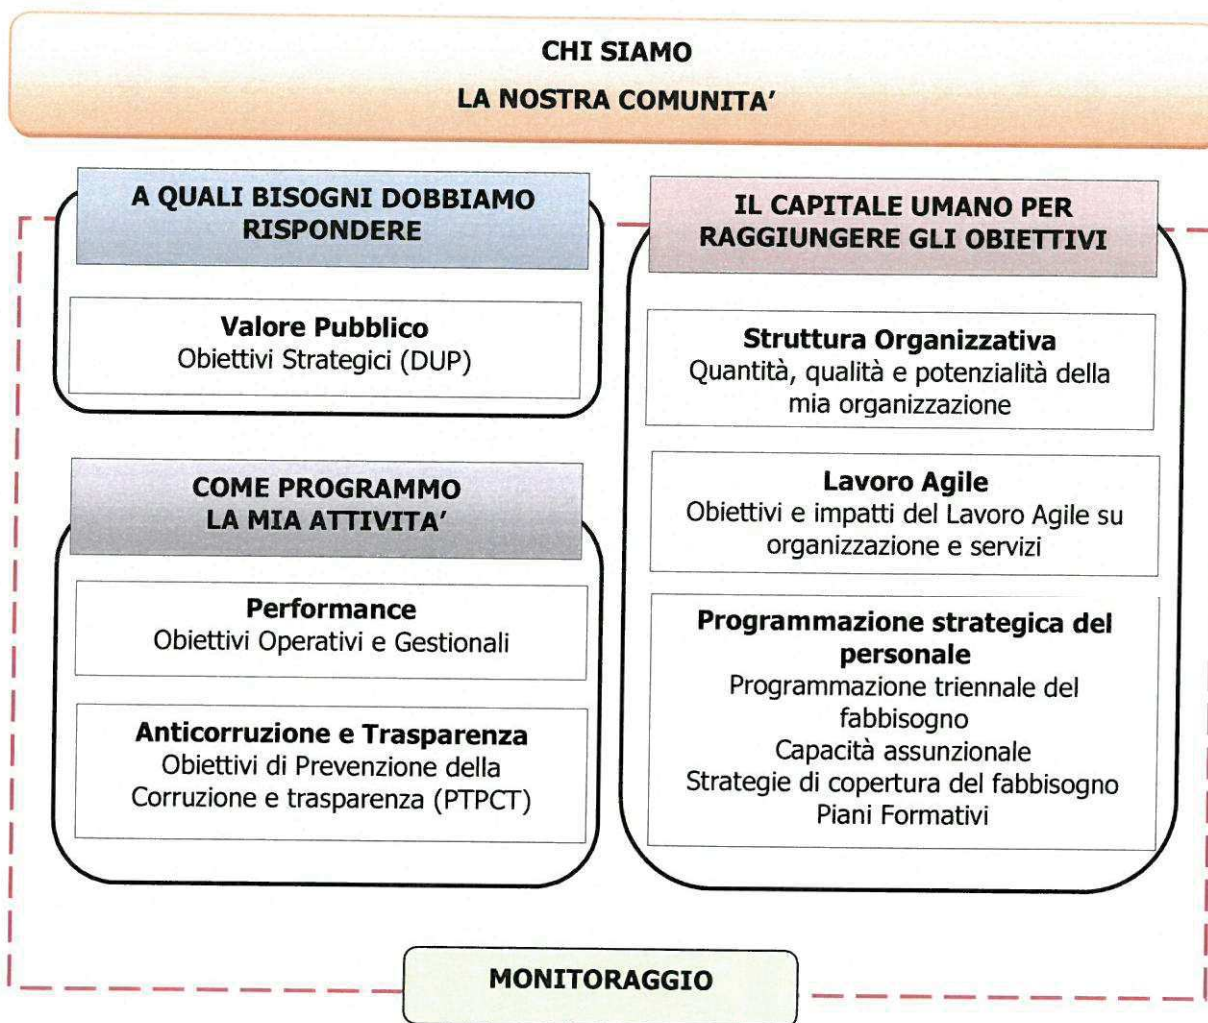 CHI SIAMO
LA NOSTRA COMUNITA’
A QUALI BISOGNI DOBBIAMO
RISPONDERE
Valore Pubblico
Obiettivi Strategici (DUP)
COME PROGRAMMO
LA MIA ATTIVITA’
Performance
Obiettivi Operativi e Gestionali
Anticorruzione e Trasparenza
Obiettivi di Prevenzione della
Corruzione e trasparenza (PTPCT)
IL CAPITALE UMANO PER
RAGGIUNGERE GLI OBIETTIVI
Struttura Organizzativa
Quantità, qualità e potenzialità della
mia organizzazione
Lavoro Agile
Obiettivi e impatti del Lavoro Agile su
organizzazione e servizi
Programmazione strategica del
personale
Programmazione triennale del
fabbisogno
Capacità assunzionale
Strategie di copertura del fabbisogno
Piani Formativi
MONITORAGGIO